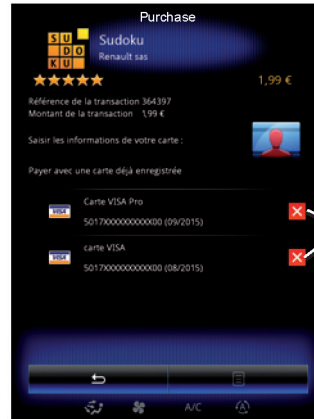 Purchase
SU
DO
KU
Sudoku
Renault sas
1,99 €
Référence de la transaction 364397
Montant de la transaction 1,99 €
Saisir les informations de votre carte :
Payer avec une carte déjà enregistrée
VISA
Carte VISA Pro
5017XXXXXXXXXX00 (09/2015)
VISA
carte VISA
5017XXXXXXXXXX00 (08/2015)
A/C
A